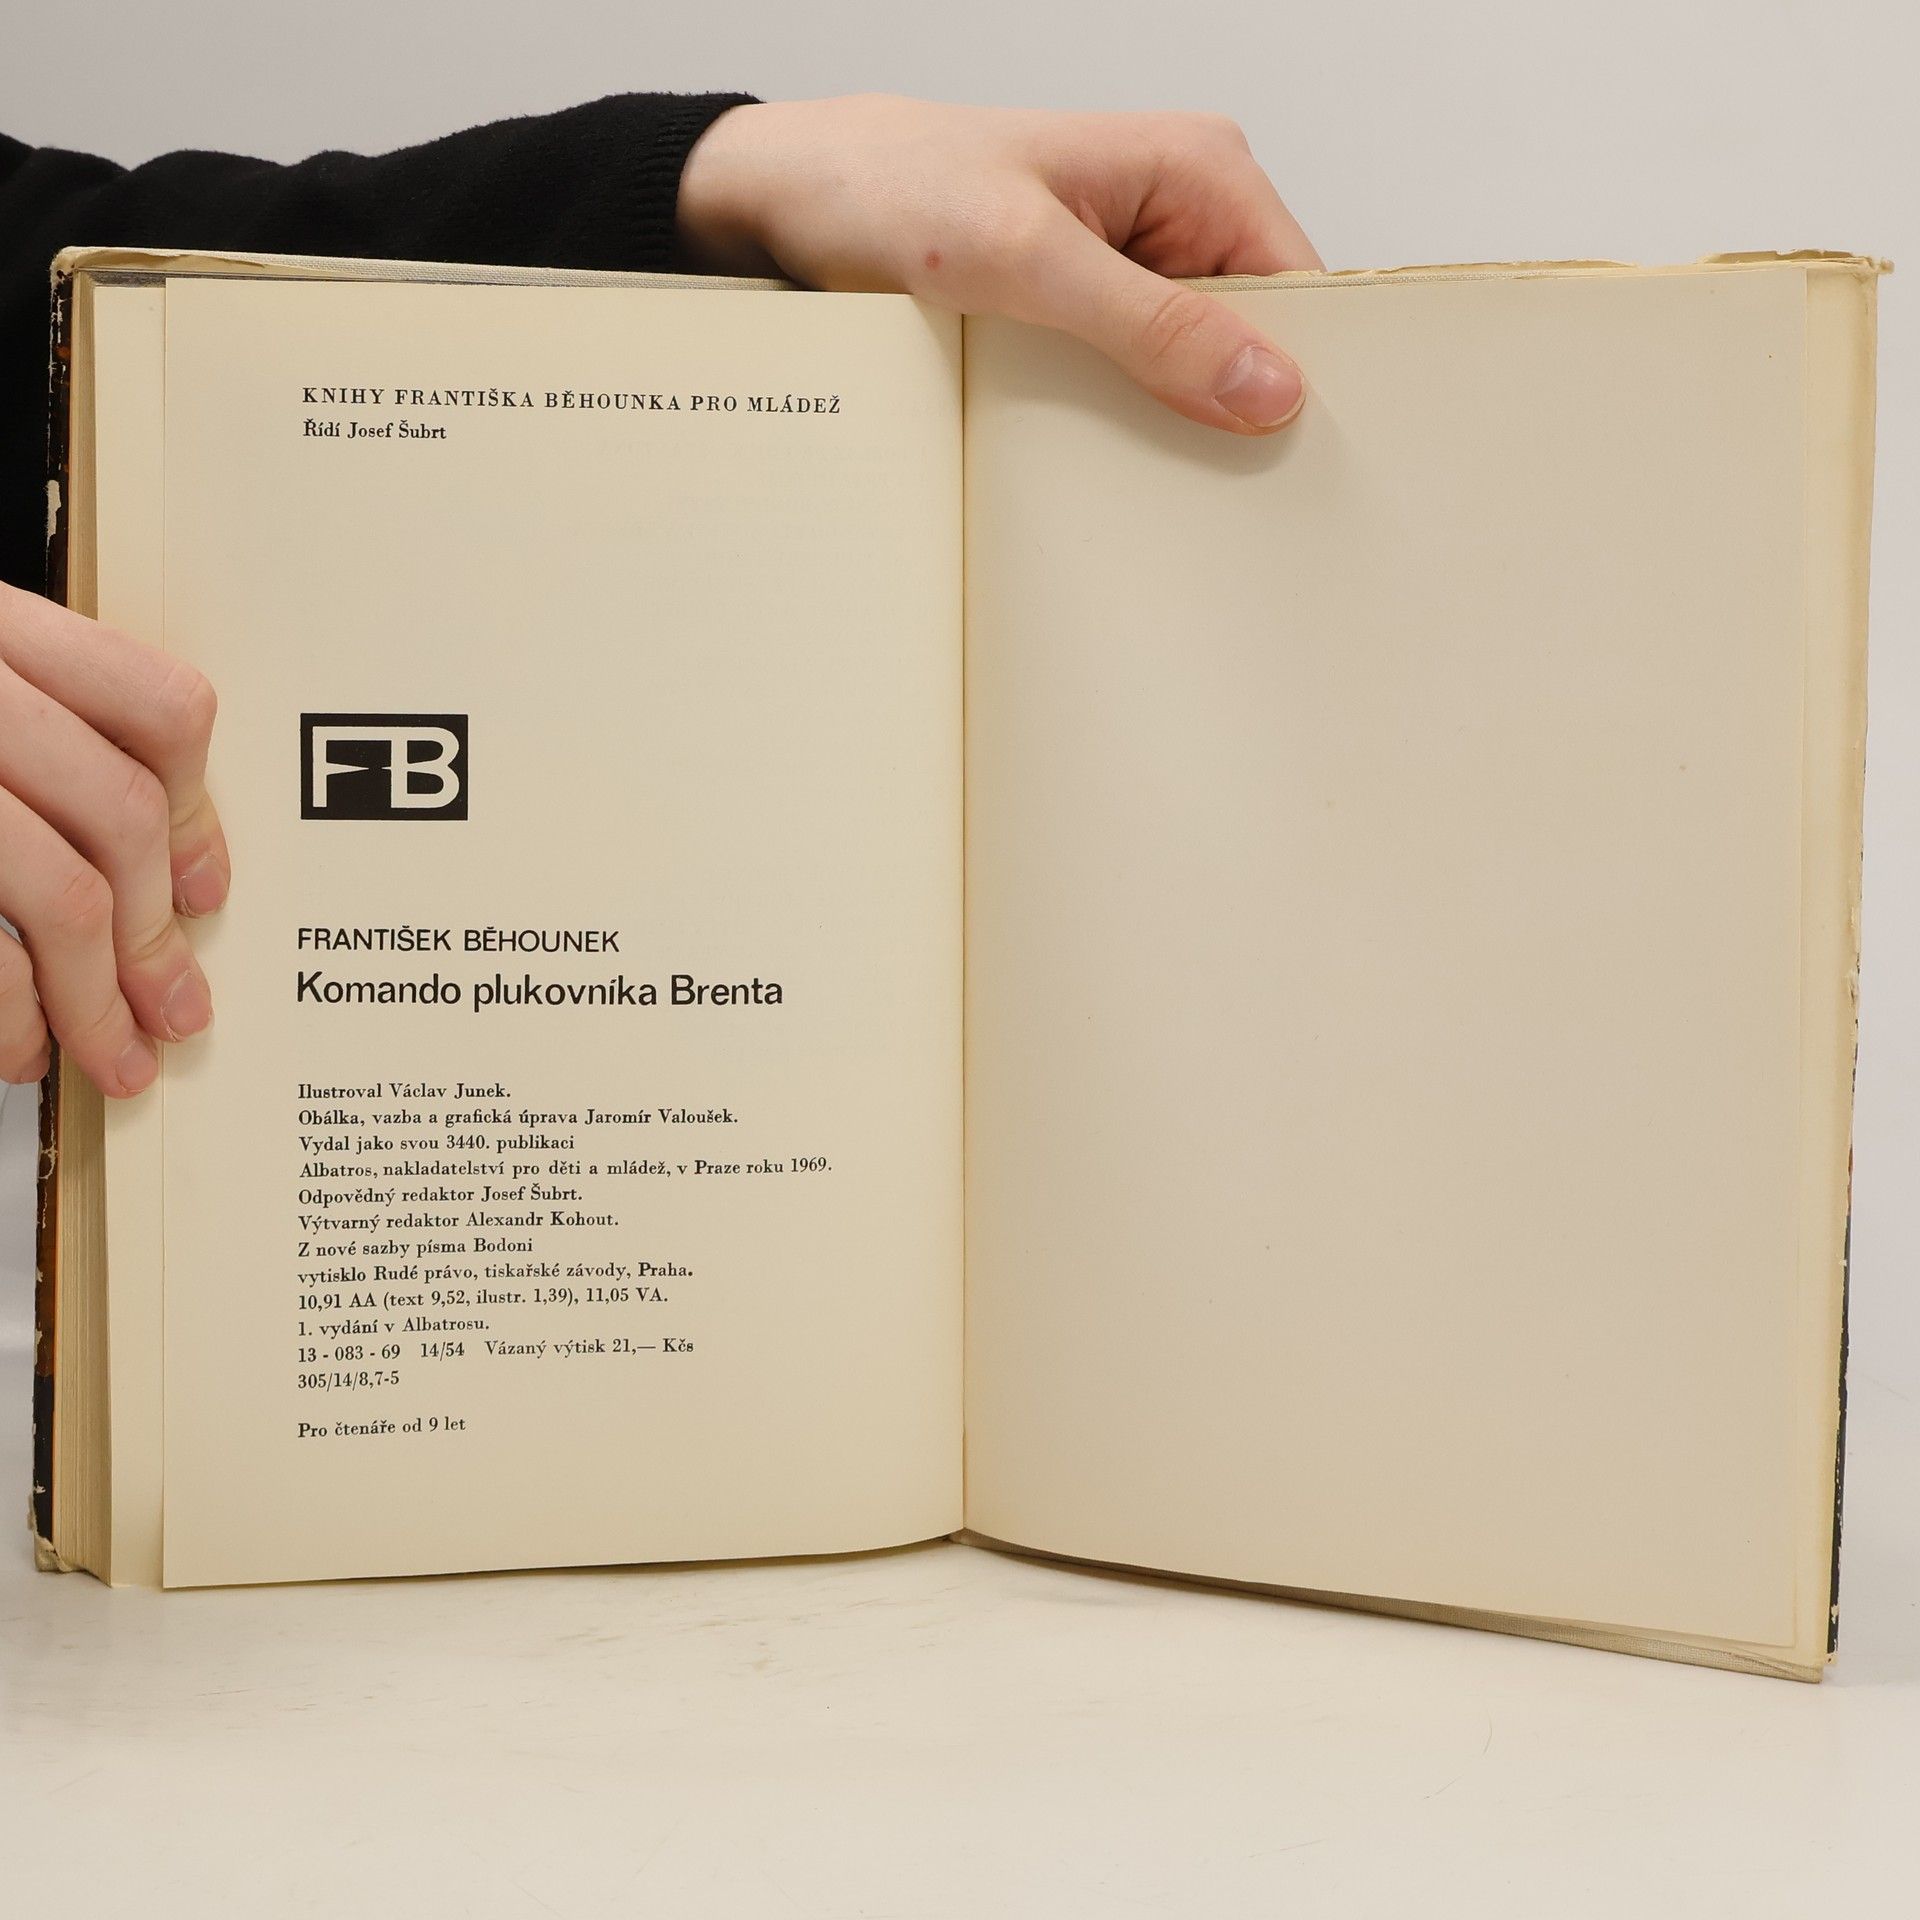 KNIHY FRANTIŠKA BĚHOUNKA PRO MLÁDEŽ
Řídí Josef Šubrt
FB
FRANTIŠEK BĚHOUNEK
Komando plukovníka Brenta
Ilustroval Václav Junek.
Obálka, vazba a grafická úprava Jaromír Valoušek.
Vydal jako svou 3440. publikaci
Albatros, nakladatelství pro děti a mládež, v Praze roku 1969.
Odpovědný redaktor Josef Šubrt.
Výtvarný redaktor Alexandr Kohout.
Z nové sazby písma Bodoni
vytisklo Rudé právo, tiskařské závody, Praha.
10,91 AA (text 9,52, ilustr. 1,39), 11,05 VA.
1. vydání v Albatrosu.
13 - 083 - 69 14/54 Vázaný výtisk 21,— Kčs
305/14/8,7-5
Pro čtenáře od 9 let